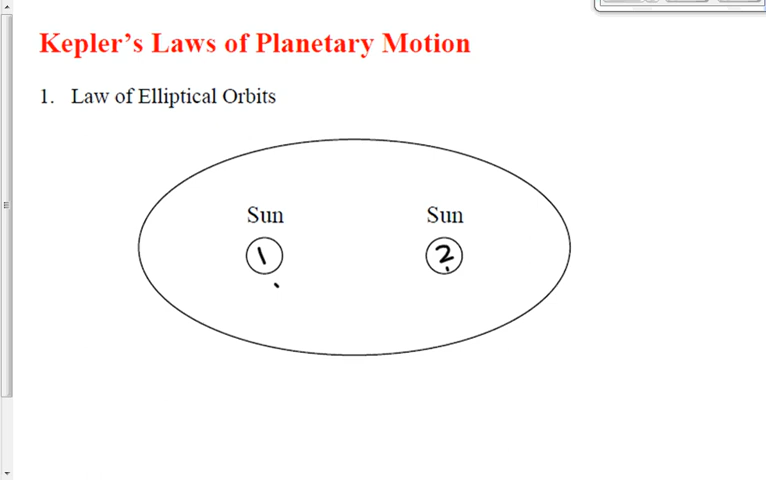 Kepler’s Laws of Planetary Motion
1. Law of Elliptical Orbits
Sun Sun
1 2